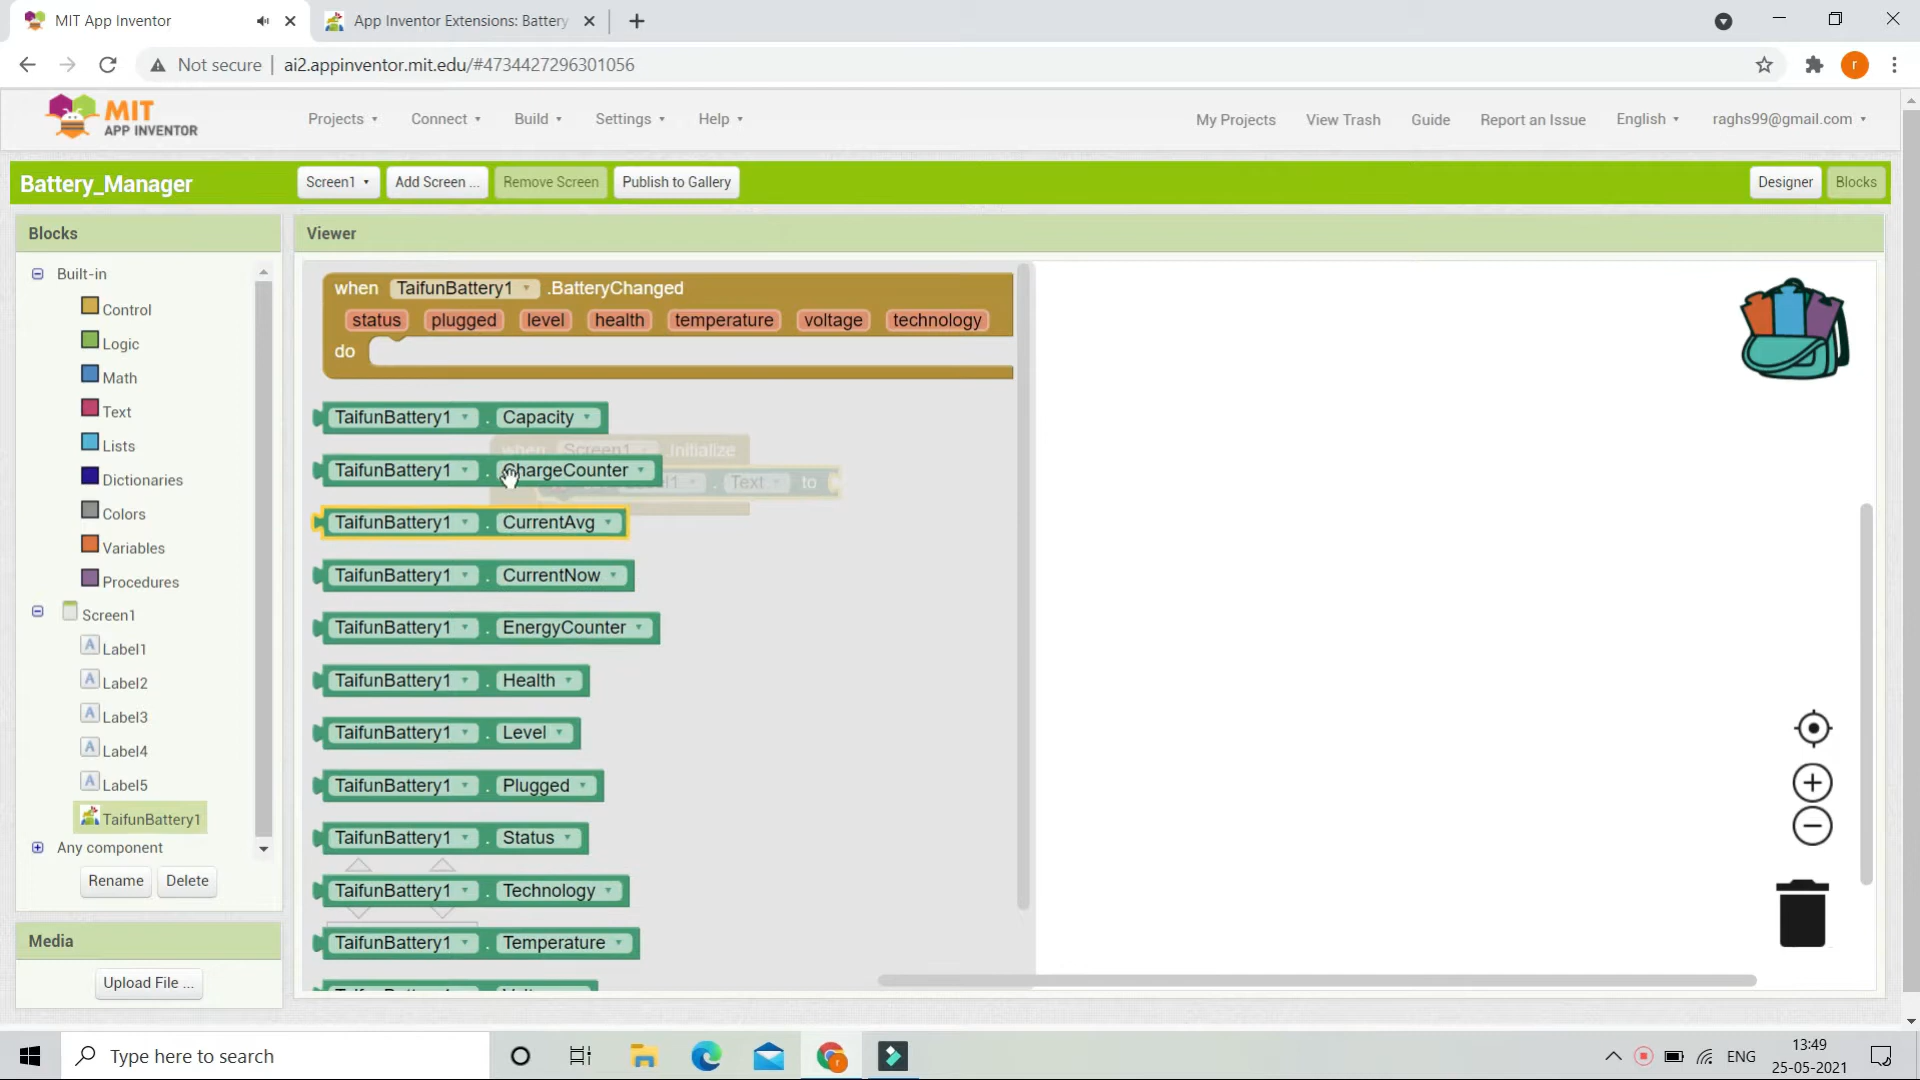 MIT App Inventor
App Inventor Extensions: Battery
Not secure
ai2.appinventor.mit.edu/#4734427296301056
r
MIT
APP INVENTOR
Projects
Connect
Build
Settings
Help
My Projects
View Trash
Guide
Report an Issue
English
raghs99@gmail.com
Battery_Manager
Screen1
Add Screen ...
Remove Screen
Publish to Gallery
Designer
Blocks
Blocks
Viewer
Built-in
Control
Logic
Math
Text
Lists
Dictionaries
Colors
Variables
Procedures
Screen1
Label1
Label2
Label3
Label4
Label5
TaifunBattery1
Any component
Rename
Delete
Media
Upload File ...
when TaifunBattery1 .BatteryChanged
status plugged level health temperature voltage technology
do
TaifunBattery1 . Capacity
when Screen1 .Initialize
TaifunBattery1 . ChargeCounter
. Text to
TaifunBattery1 . CurrentAvg
TaifunBattery1 . CurrentNow
TaifunBattery1 . EnergyCounter
TaifunBattery1 . Health
TaifunBattery1 . Level
TaifunBattery1 . Plugged
TaifunBattery1 . Status
TaifunBattery1 . Technology
TaifunBattery1 . Temperature
Type here to search
r
ENG
13:49
25-05-2021